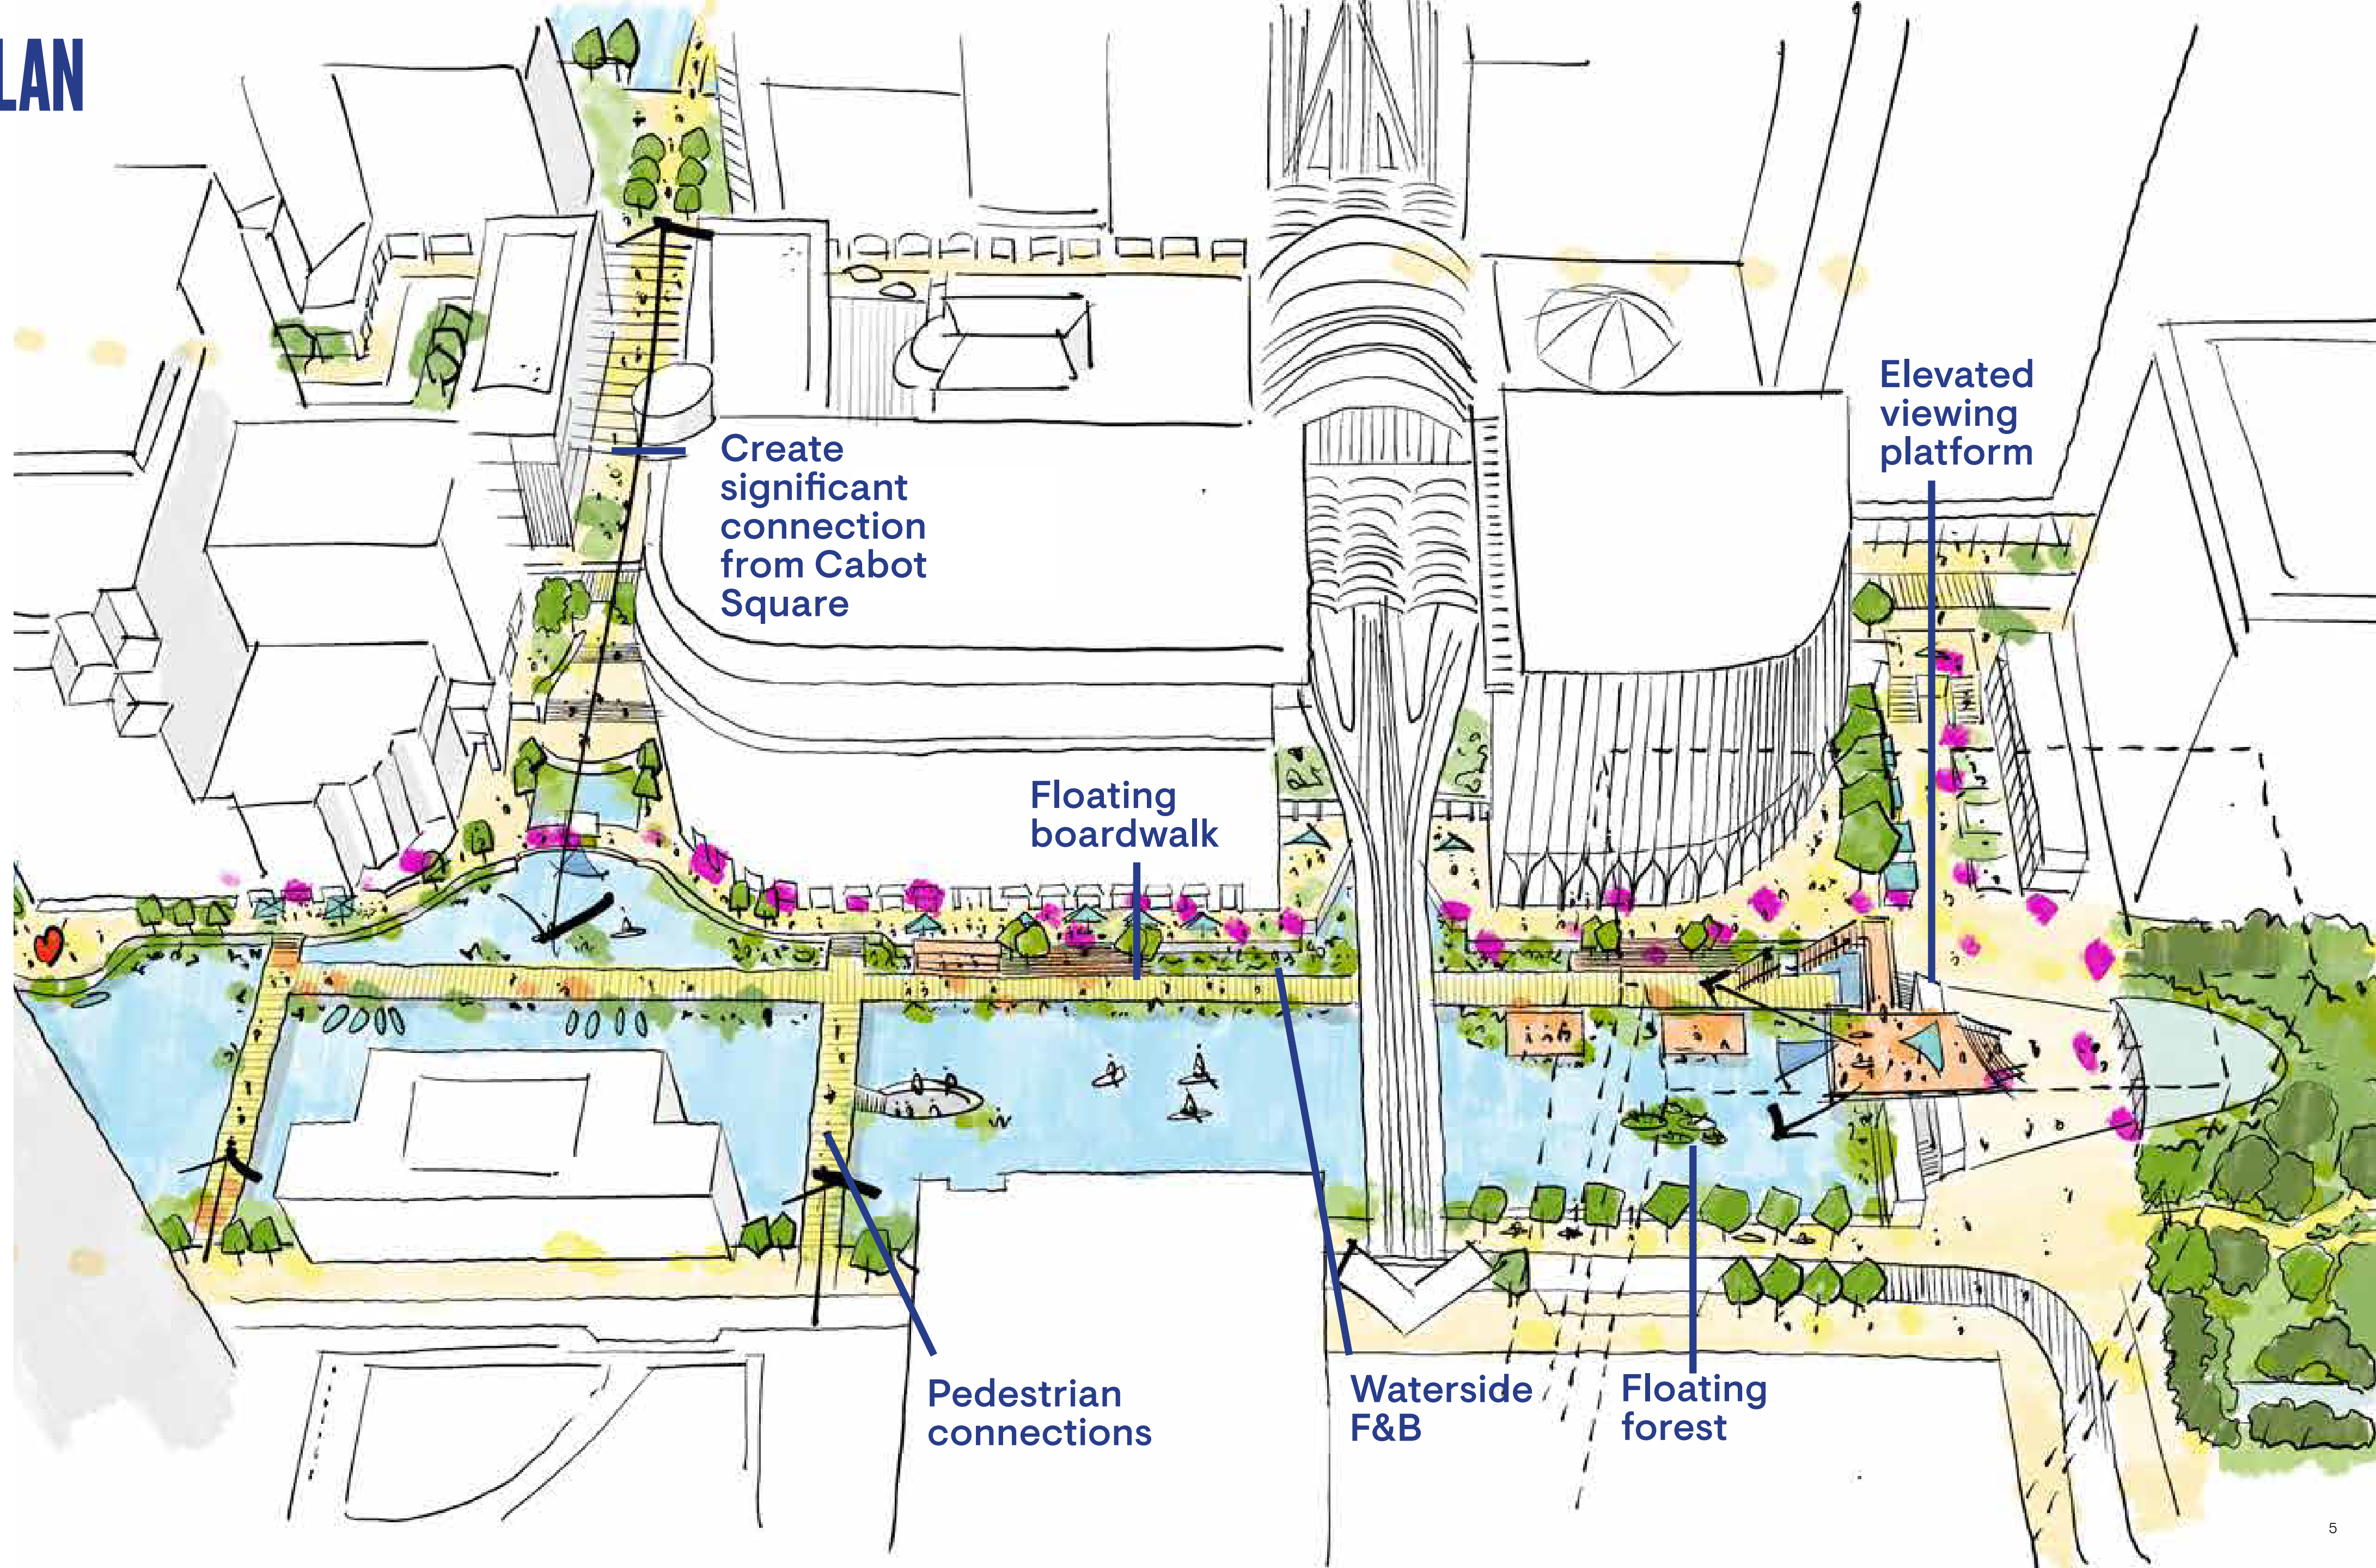 LAN
Elevated
viewing
platform
Create
significant
connection
from Cabot
Square
Floating
boardwalk
Pedestrian
connections
Waterside
F&B
Floating
forest
5